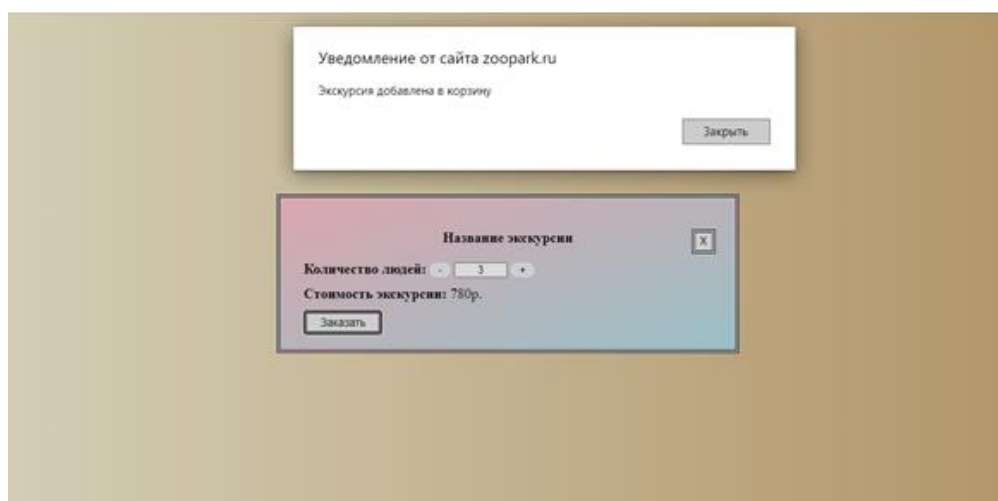 Уведомление от сайта zoopark.ru
Экскурсия добавлена в корзину
Закрыть
Название экскурсии
X
Количество людей: - 3 +
Стоимость экскурсии: 780р.
Заказать